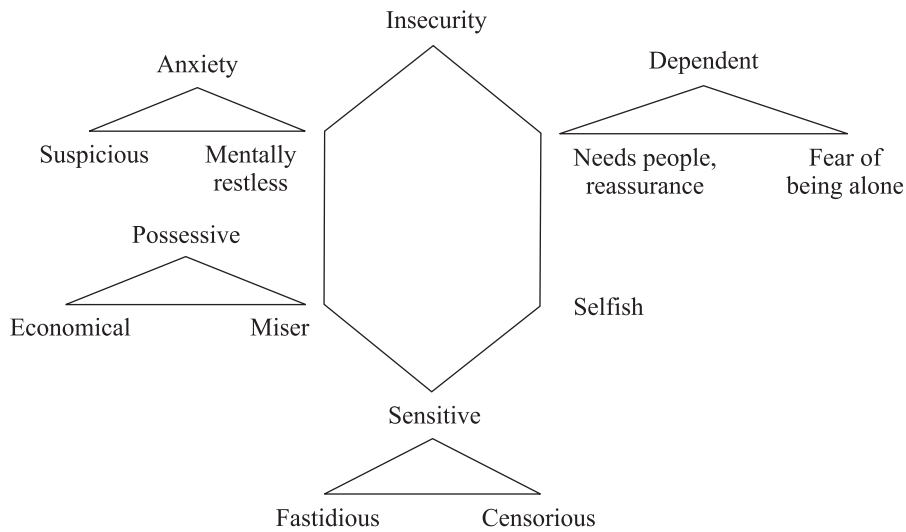 Insecurity
Anxiety
Dependent
Suspicious
Mentally
restless
Needs people,
reassurance
Fear of
being alone
Possessive
Economical
Miser
Selfish
Sensitive
Fastidious
Censorious